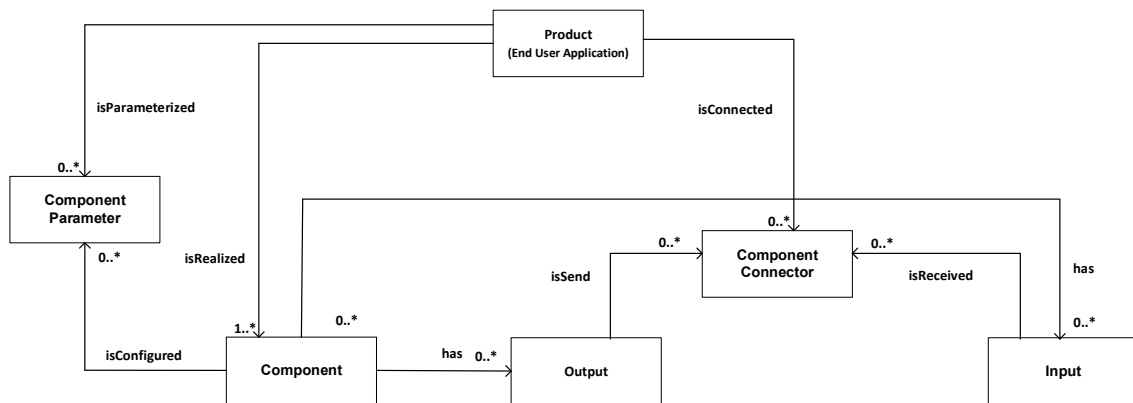 Product
(End User Application)
isParameterized
isConnected
0..*
Component
Parameter
0..*
isRealized
0..*
0..*
Component
Connector
0..*
isSend
isReceived
has
1..*
0..*
0..*
isConfigured
Component
has
0..*
Output
Input